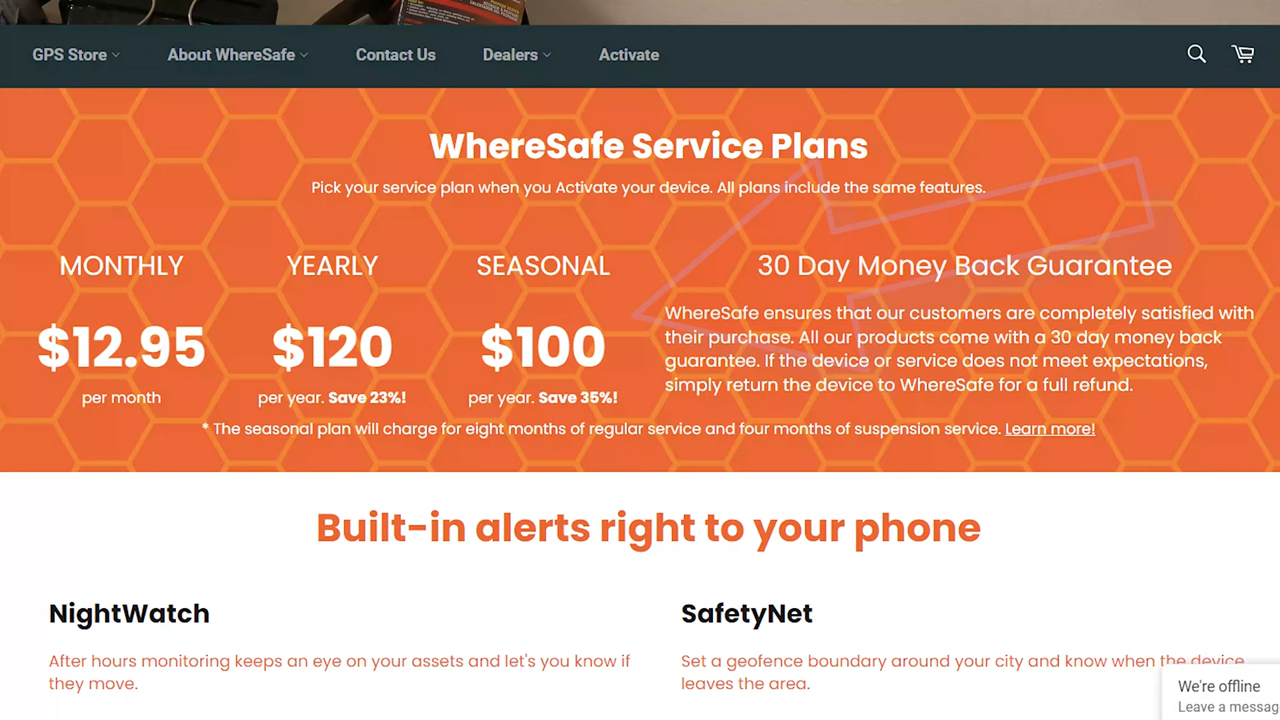 GPS Store
About WhereSafe
Contact Us
Dealers
Activate
WhereSafe Service Plans
Pick your service plan when you Activate your device. All plans include the same features.
MONTHLY
$12.95
per month
YEARLY
$120
per year. Save 23%!
SEASONAL
$100
per year. Save 35%!
30 Day Money Back Guarantee
WhereSafe ensures that our customers are completely satisfied with
their purchase. All our products come with a 30 day money back
guarantee. If the device or service does not meet expectations,
simply return the device to WhereSafe for a full refund.
* The seasonal plan will charge for eight months of regular service and four months of suspension service. Learn more!
Built-in alerts right to your phone
NightWatch
After hours monitoring keeps an eye on your assets and let's you know if
they move.
SafetyNet
Set a geofence boundary around your city and know when the device
leaves the area.
We're offline
Leave a messag